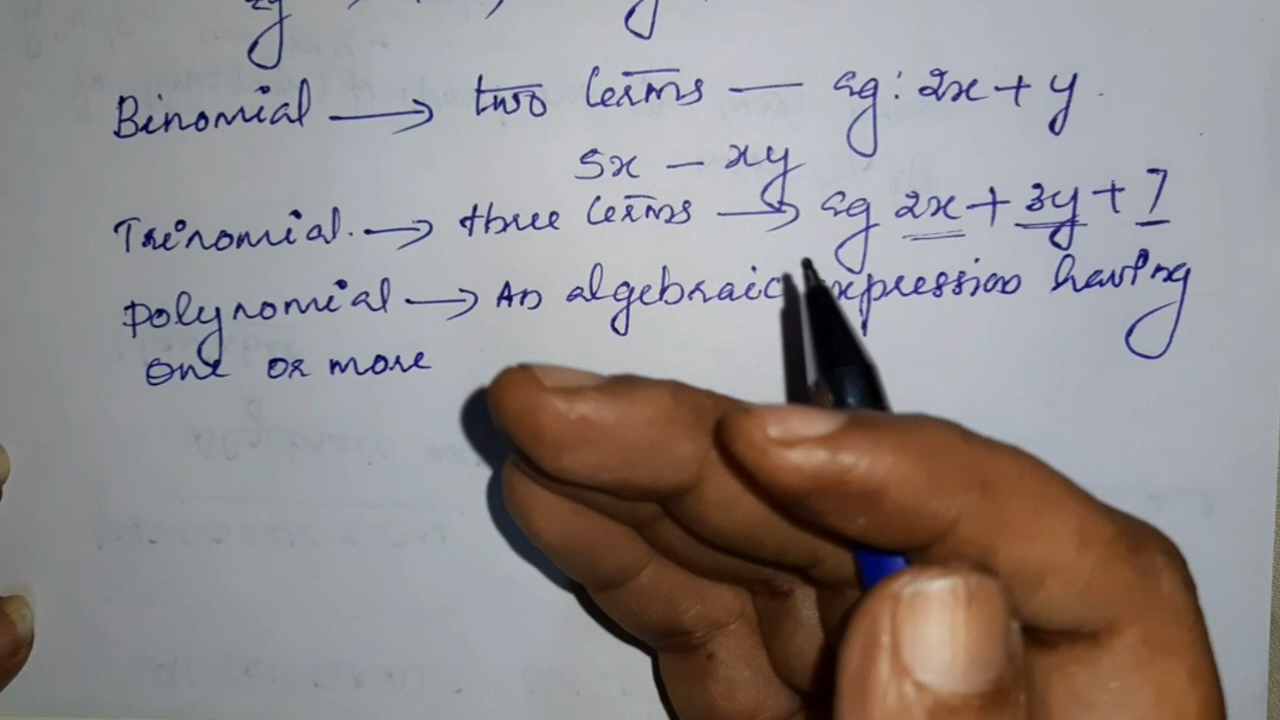 Binomial → two terms — eg: 2x + y
5x - xy
Trinomial. → three terms → eg 2x + 3y + 7
Polynomial → An algebraic expression having
one or more